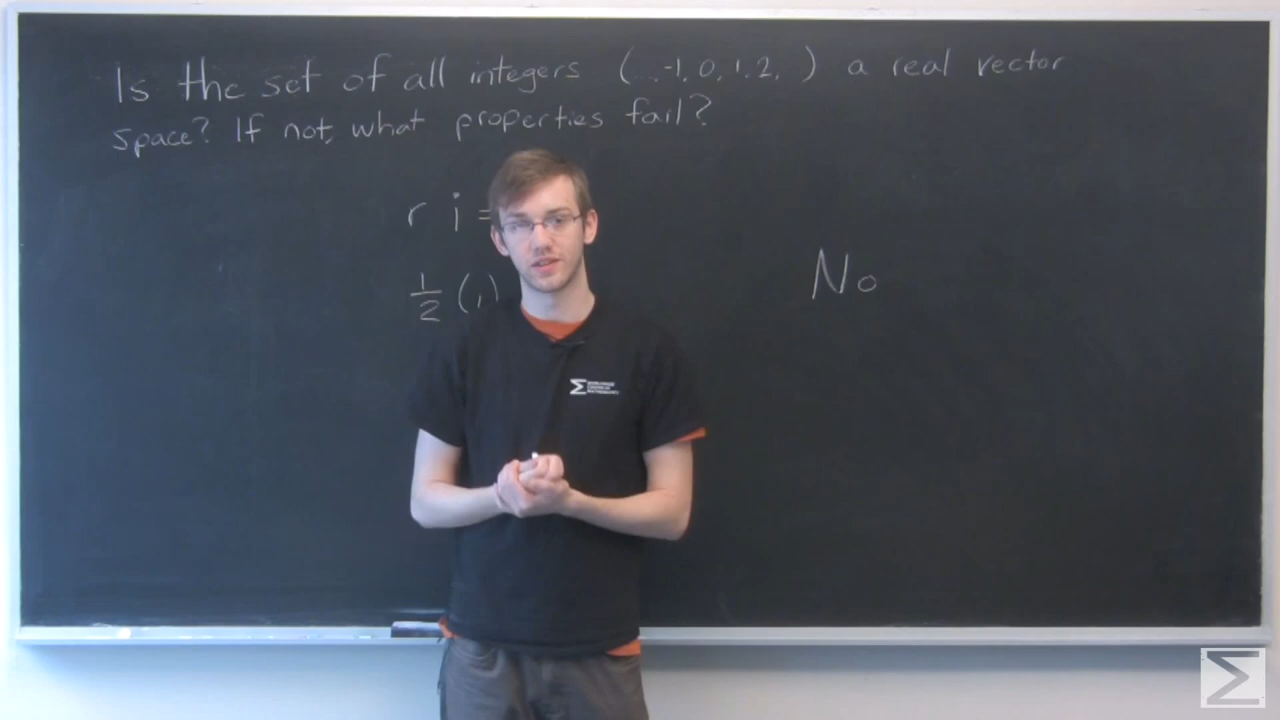 Is the set of all integers (...-1, 0, 1, 2, ) a real vector
space? If not, what properties fail?
r i =
1/2 (1)
No